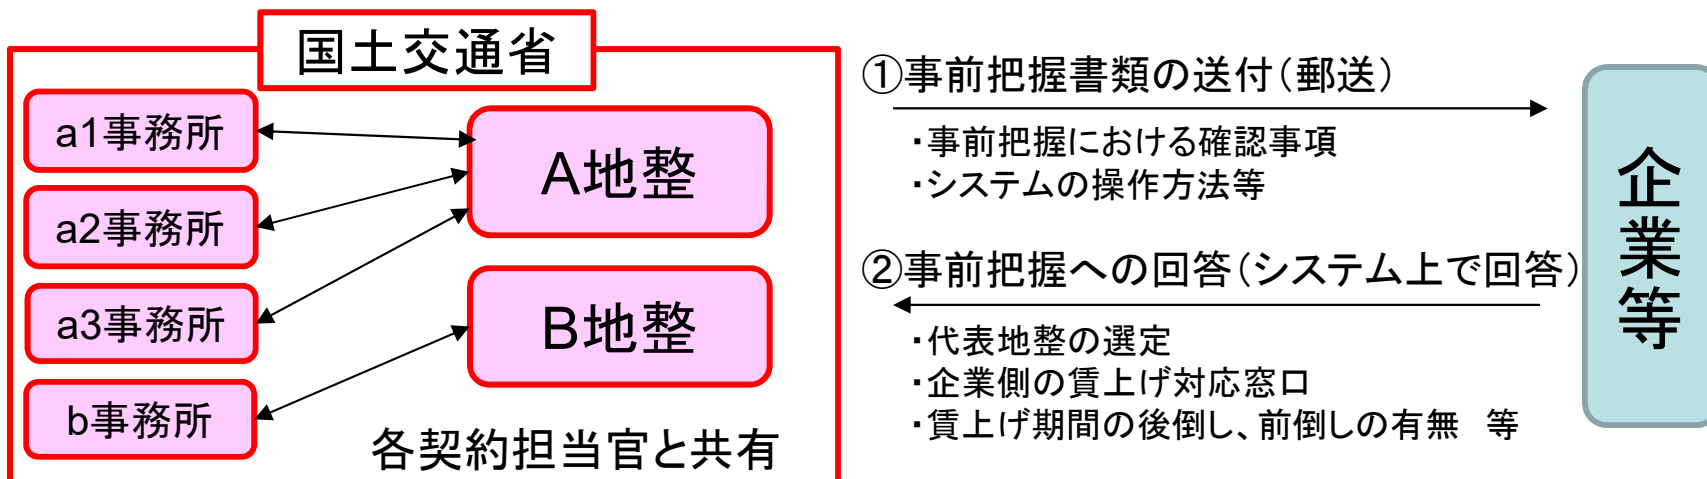 国土交通省
a1事務所
a2事務所
a3事務所
b事務所
A地整
B地整
各契約担当官と共有
①事前把握書類の送付(郵送)
・事前把握における確認事項
・システムの操作方法等
②事前把握への回答(システム上で回答)
・代表地整の選定
・企業側の賃上げ対応窓口
・賃上げ期間の後倒し、前倒しの有無　等
企業等